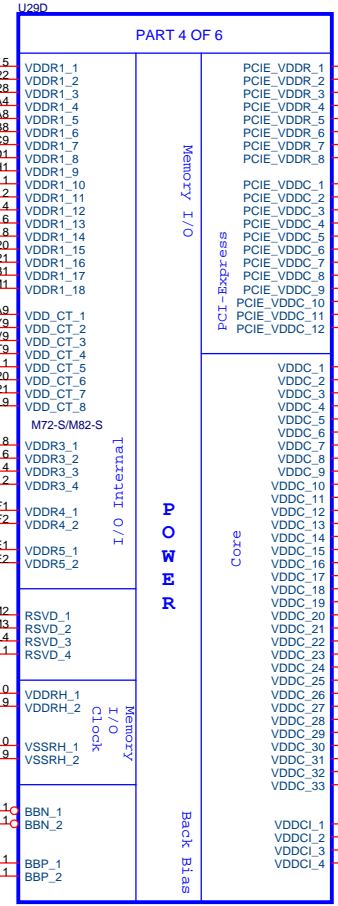 U29D
PART 4 OF 6
VDDR1_1
VDDR1_2
VDDR1_3
VDDR1_4
VDDR1_5
VDDR1_6
VDDR1_7
VDDR1_8
VDDR1_9
VDDR1_10
VDDR1_11
VDDR1_12
VDDR1_13
VDDR1_14
VDDR1_15
VDDR1_16
VDDR1_17
VDDR1_18
VDD_CT_1
VDD_CT_2
VDD_CT_3
VDD_CT_4
VDD_CT_5
VDD_CT_6
VDD_CT_7
VDD_CT_8
M72-S/M82-S
VDDR3_1
VDDR3_2
VDDR3_3
VDDR3_4
VDDR4_1
VDDR4_2
VDDR5_1
VDDR5_2
RSVD_1
RSVD_2
RSVD_3
RSVD_4
VDDRH_1
VDDRH_2
VSSRH_1
VSSRH_2
BBN_1
BBN_2
BBP_1
BBP_2
Memory I/O
I/O Internal
POWER
Memory
I/O
Clock
Back Bias
PCI-Express
Core
PCIE_VDDR_1
PCIE_VDDR_2
PCIE_VDDR_3
PCIE_VDDR_4
PCIE_VDDR_5
PCIE_VDDR_6
PCIE_VDDR_7
PCIE_VDDR_8
PCIE_VDDC_1
PCIE_VDDC_2
PCIE_VDDC_3
PCIE_VDDC_4
PCIE_VDDC_5
PCIE_VDDC_6
PCIE_VDDC_7
PCIE_VDDC_8
PCIE_VDDC_9
PCIE_VDDC_10
PCIE_VDDC_11
PCIE_VDDC_12
VDDC_1
VDDC_2
VDDC_3
VDDC_4
VDDC_5
VDDC_6
VDDC_7
VDDC_8
VDDC_9
VDDC_10
VDDC_11
VDDC_12
VDDC_13
VDDC_14
VDDC_15
VDDC_16
VDDC_17
VDDC_18
VDDC_19
VDDC_20
VDDC_21
VDDC_22
VDDC_23
VDDC_24
VDDC_25
VDDC_26
VDDC_27
VDDC_28
VDDC_29
VDDC_30
VDDC_31
VDDC_32
VDDC_33
VDDCI_1
VDDCI_2
VDDCI_3
VDDCI_4